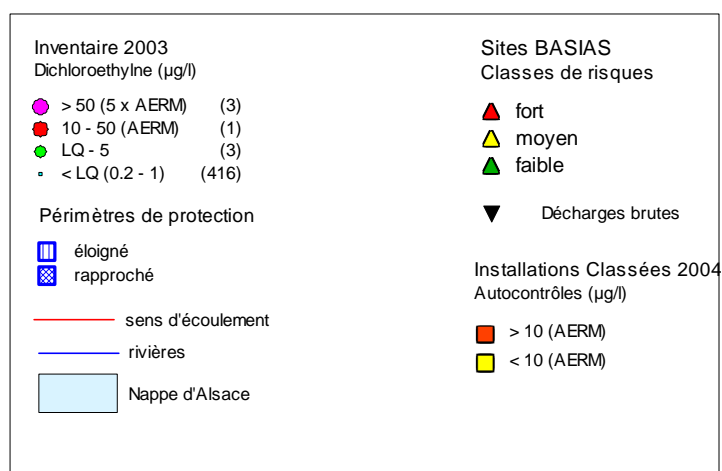 Inventaire 2003
Dichloroethylne (µg/l)
> 50 (5 x AERM) (3)
10 - 50 (AERM) (1)
LQ - 5 (3)
< LQ (0.2 - 1) (416)
Périmètres de protection
éloigné
rapproché
sens d'écoulement
rivières
Nappe d'Alsace
Sites BASIAS
Classes de risques
fort
moyen
faible
Décharges brutes
Installations Classées 2004
Autocontrôles (µg/l)
> 10 (AERM)
< 10 (AERM)